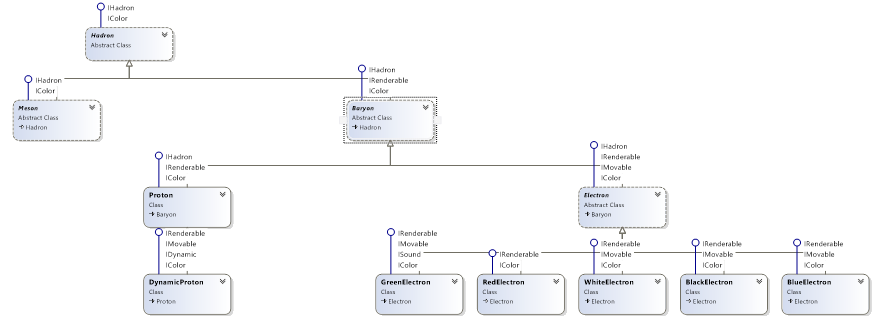 IHadron
IColor
Hadron
Abstract Class
IHadron
IColor
Meson
Abstract Class
Hadron
IHadron
IRenderable
IColor
Baryon
Abstract Class
Hadron
IHadron
IRenderable
IColor
Proton
Class
Baryon
IHadron
IRenderable
IMovable
IColor
Electron
Abstract Class
Baryon
IRenderable
IMovable
IDynamic
IColor
DynamicProton
Class
Proton
IRenderable
IMovable
ISound
IColor
GreenElectron
Class
Electron
IRenderable
IColor
RedElectron
Class
Electron
IRenderable
IMovable
IColor
WhiteElectron
Class
Electron
IRenderable
IMovable
IColor
BlackElectron
Class
Electron
IRenderable
IMovable
IColor
BlueElectron
Class
Electron